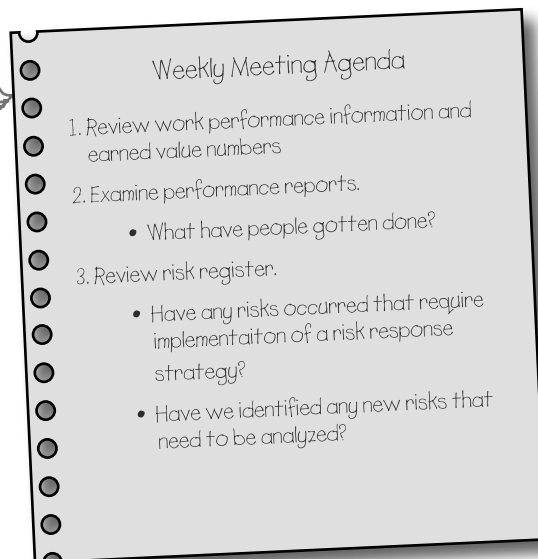 Weekly Meeting Agenda
1. Review work performance information and
earned value numbers
2. Examine performance reports.
• What have people gotten done?
3. Review risk register.
• Have any risks occurred that require
implementaiton of a risk response
strategy?
• Have we identified any new risks that
need to be analyzed?